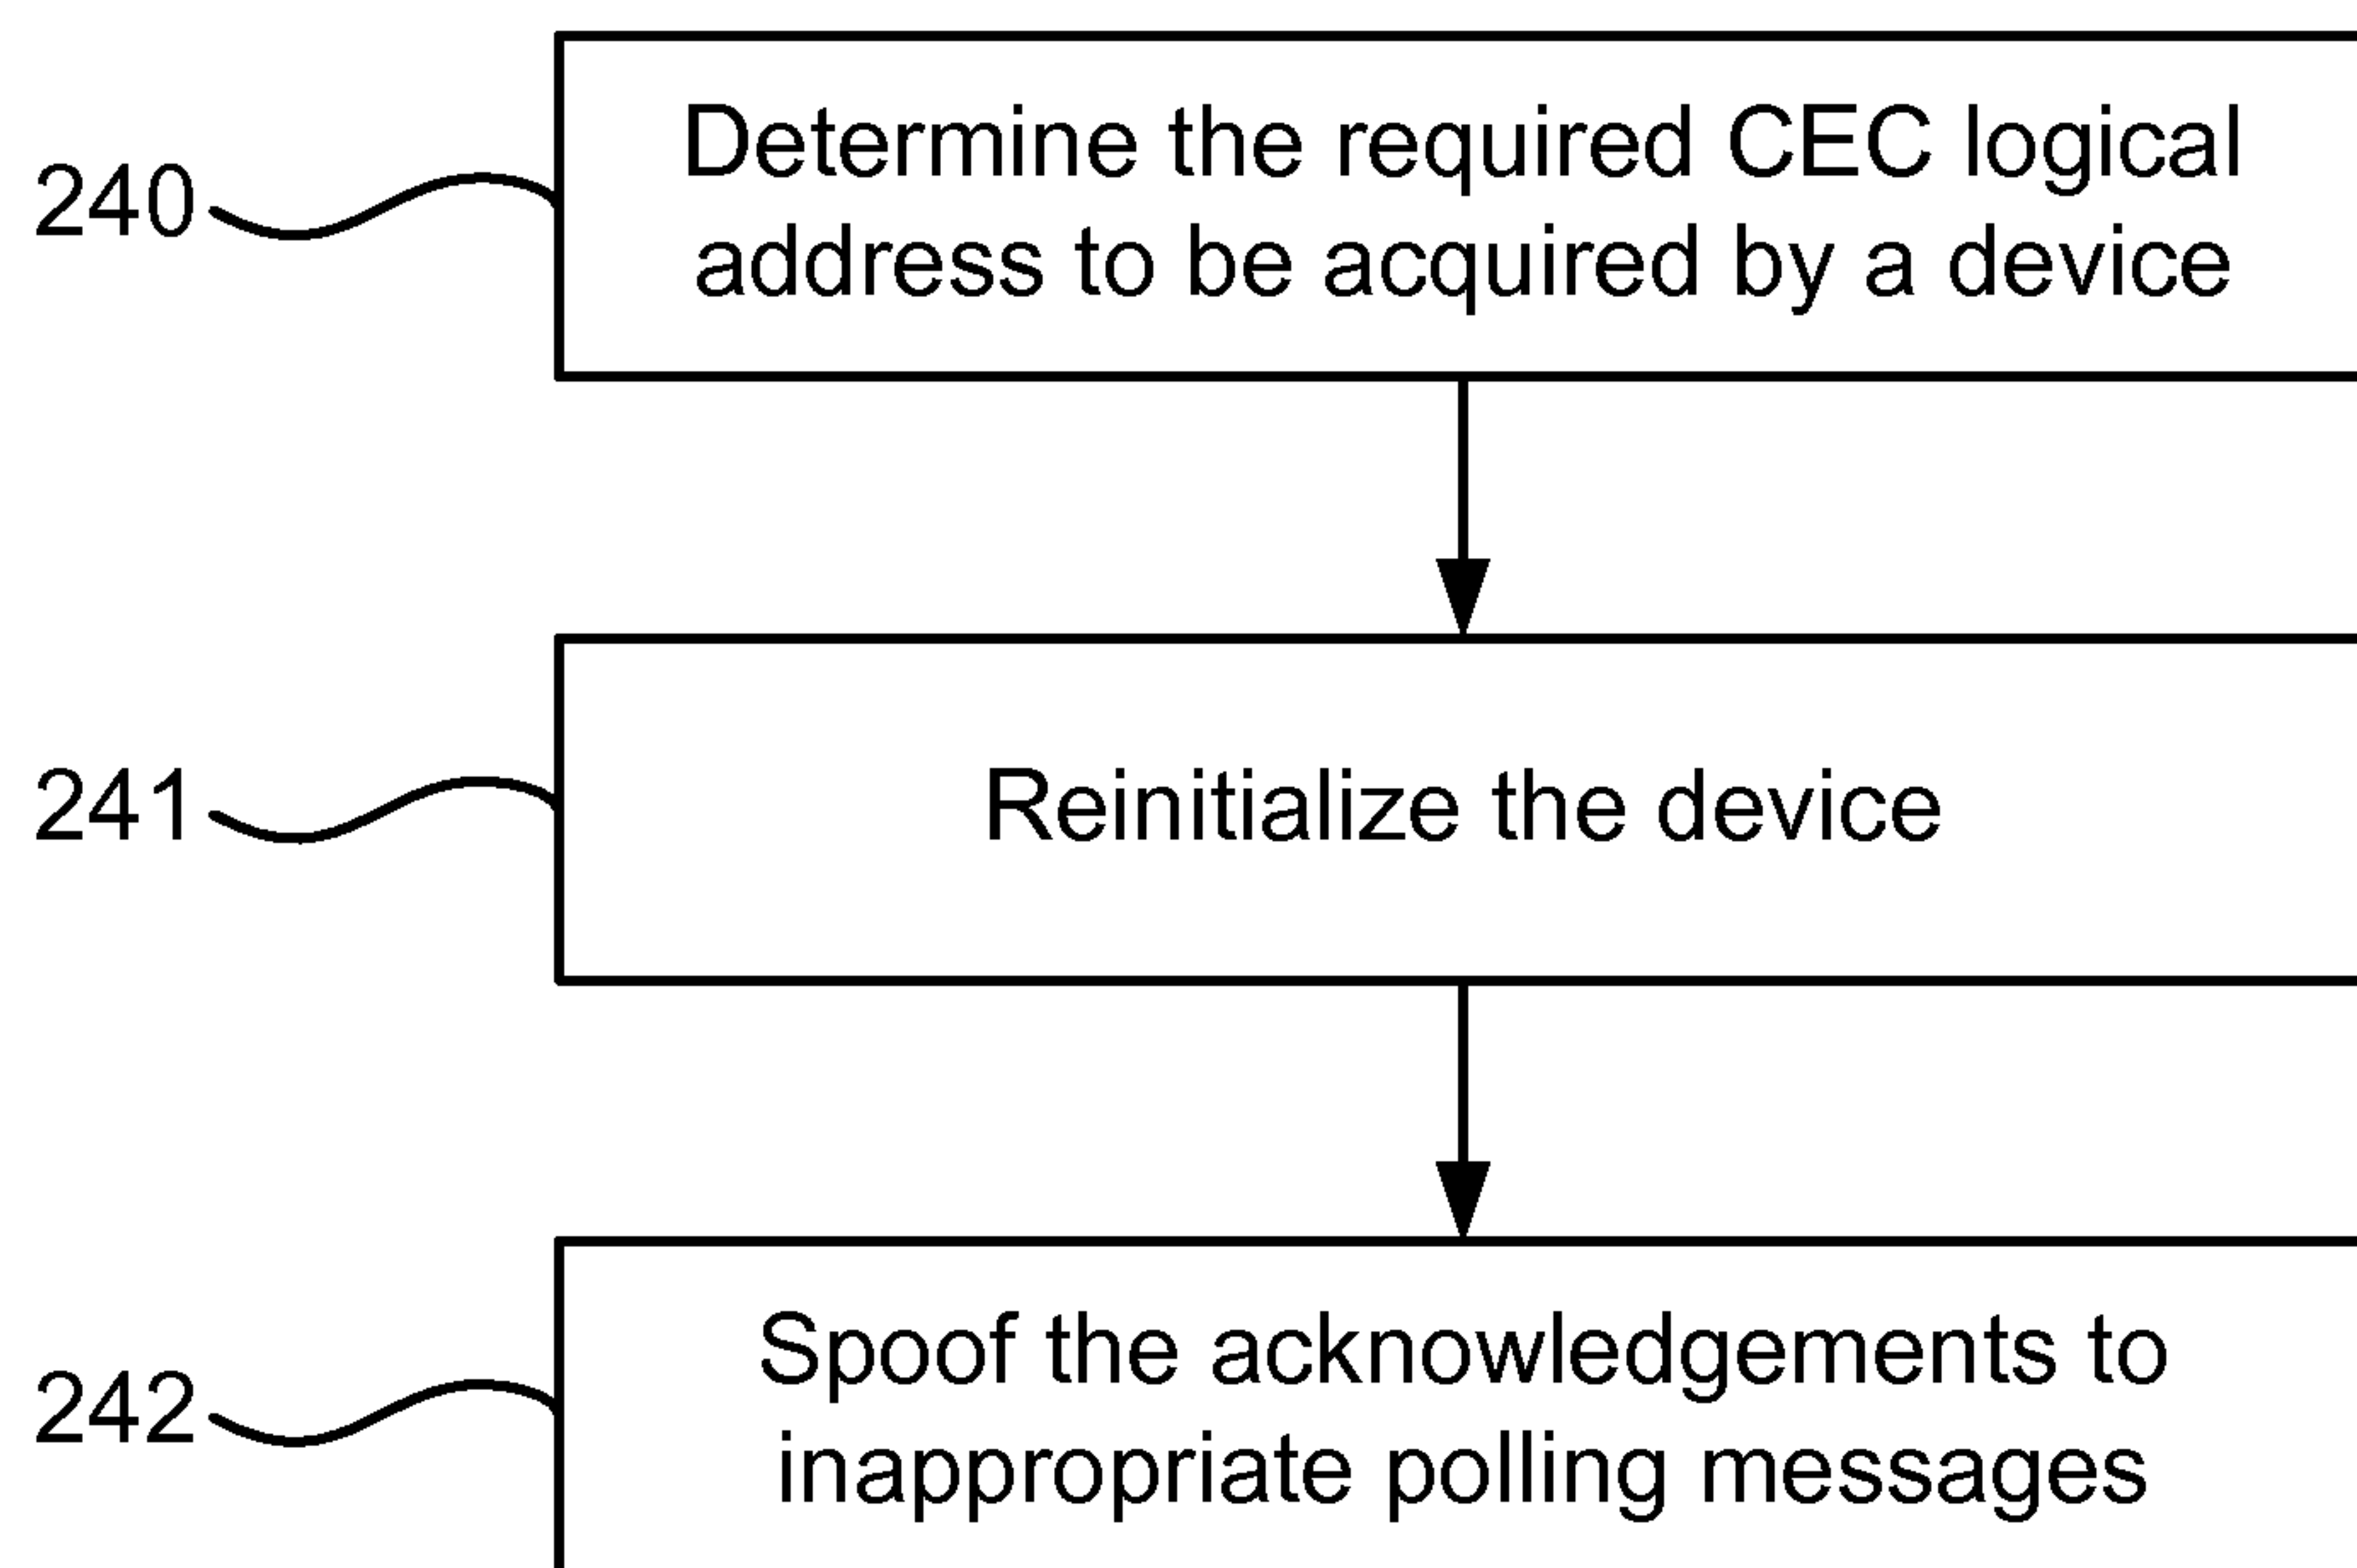 240
Determine the required CEC logical
address to be acquired by a device
241
Reinitialize the device
242
Spoof the acknowledgements to
inappropriate polling messages